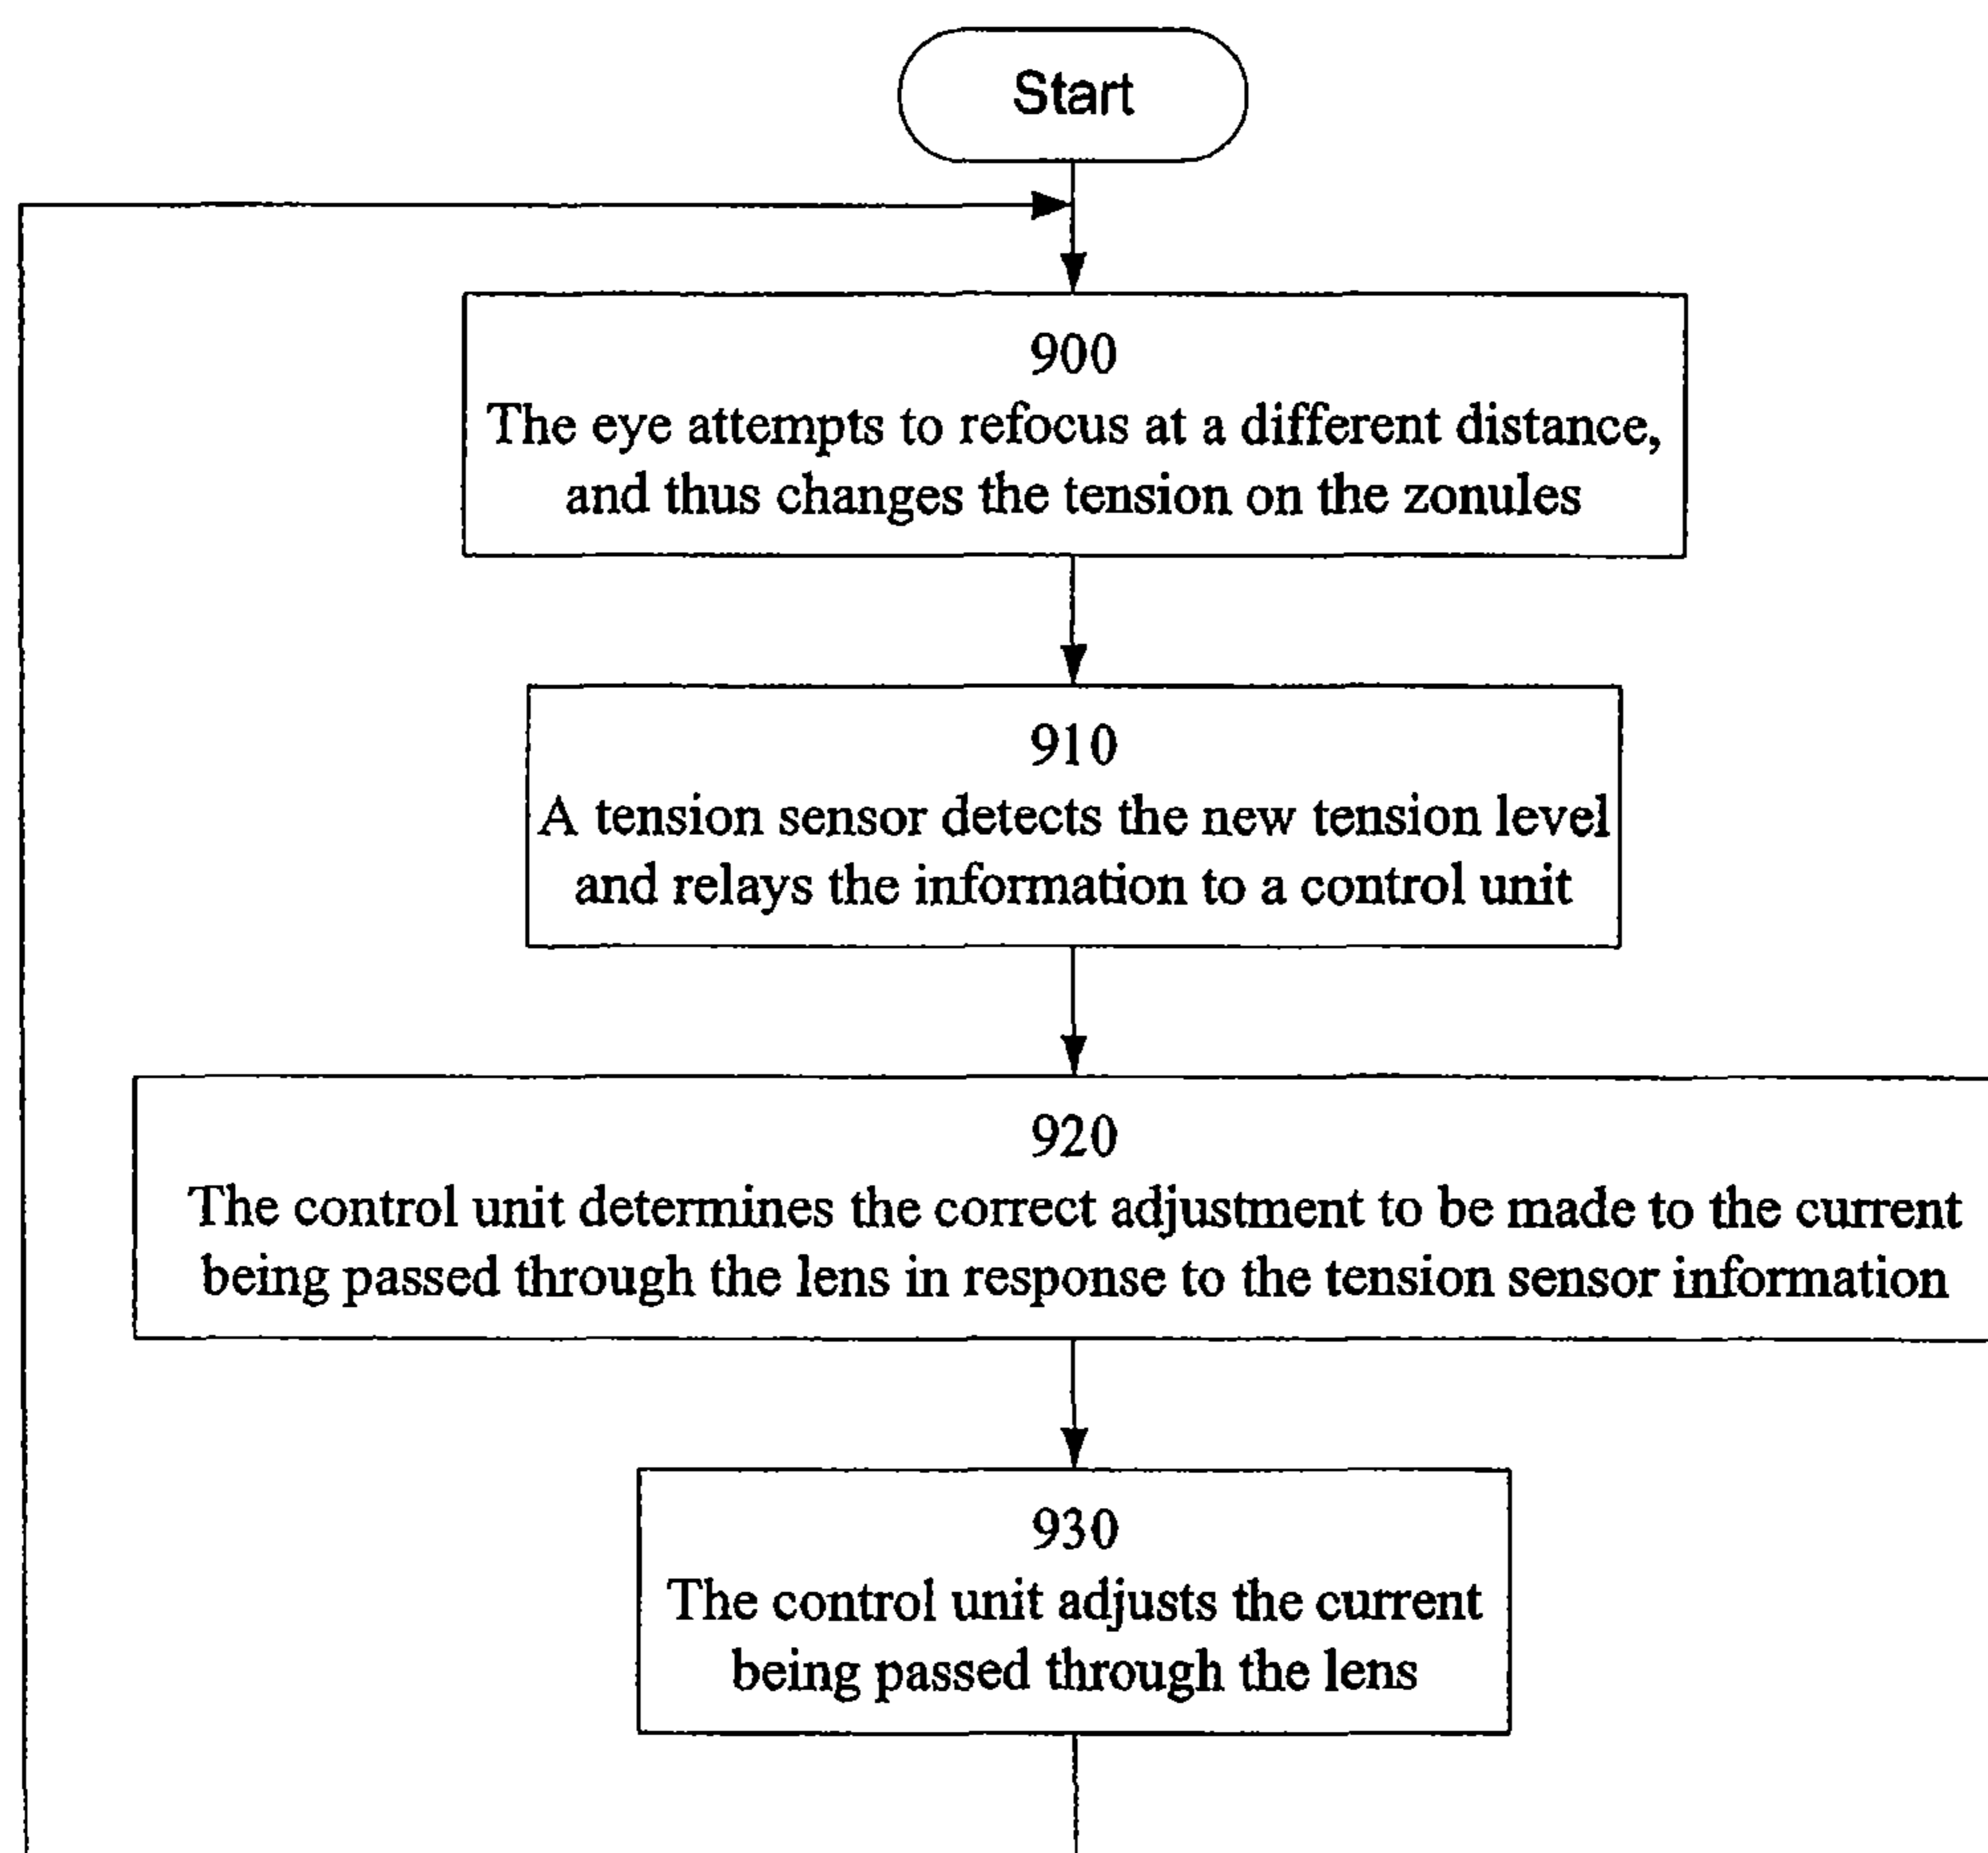 Start
900
The eye attempts to refocus at a different distance,
and thus changes the tension on the zonules
910
A tension sensor detects the new tension level
and relays the information to a control unit
920
The control unit determines the correct adjustment to be made to the current
being passed through the lens in response to the tension sensor information
930
The control unit adjusts the current
being passed through the lens